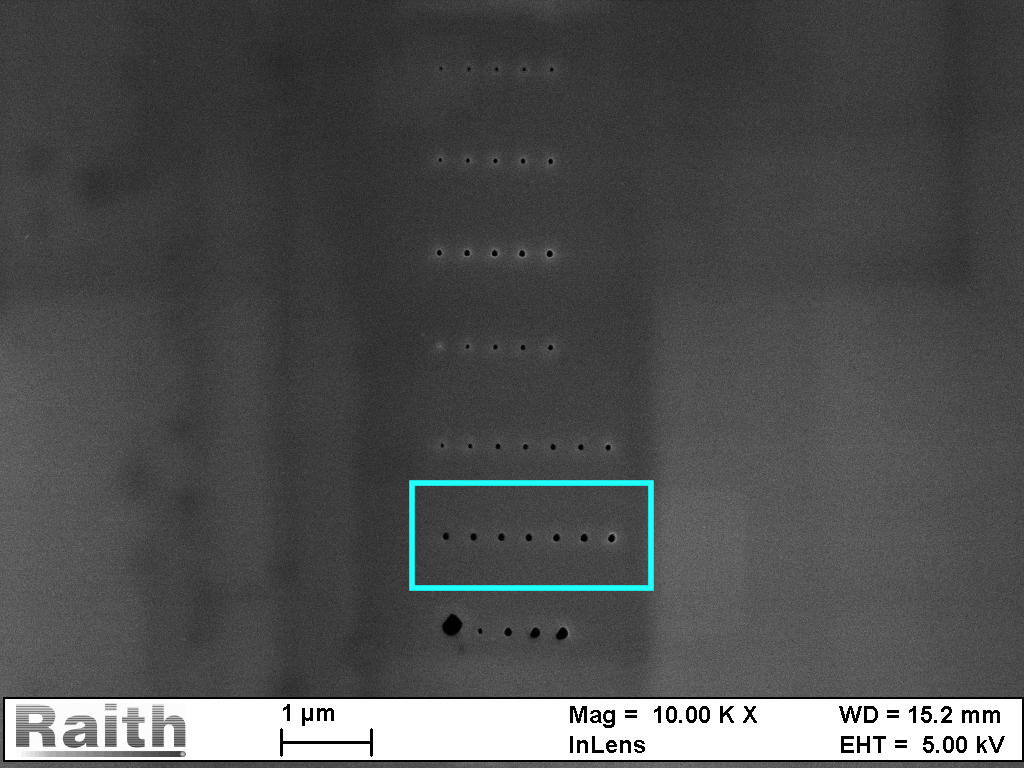 Raith
1 µm
Mag = 10.00 K X
InLens
WD = 15.2 mm
EHT = 5.00 kV